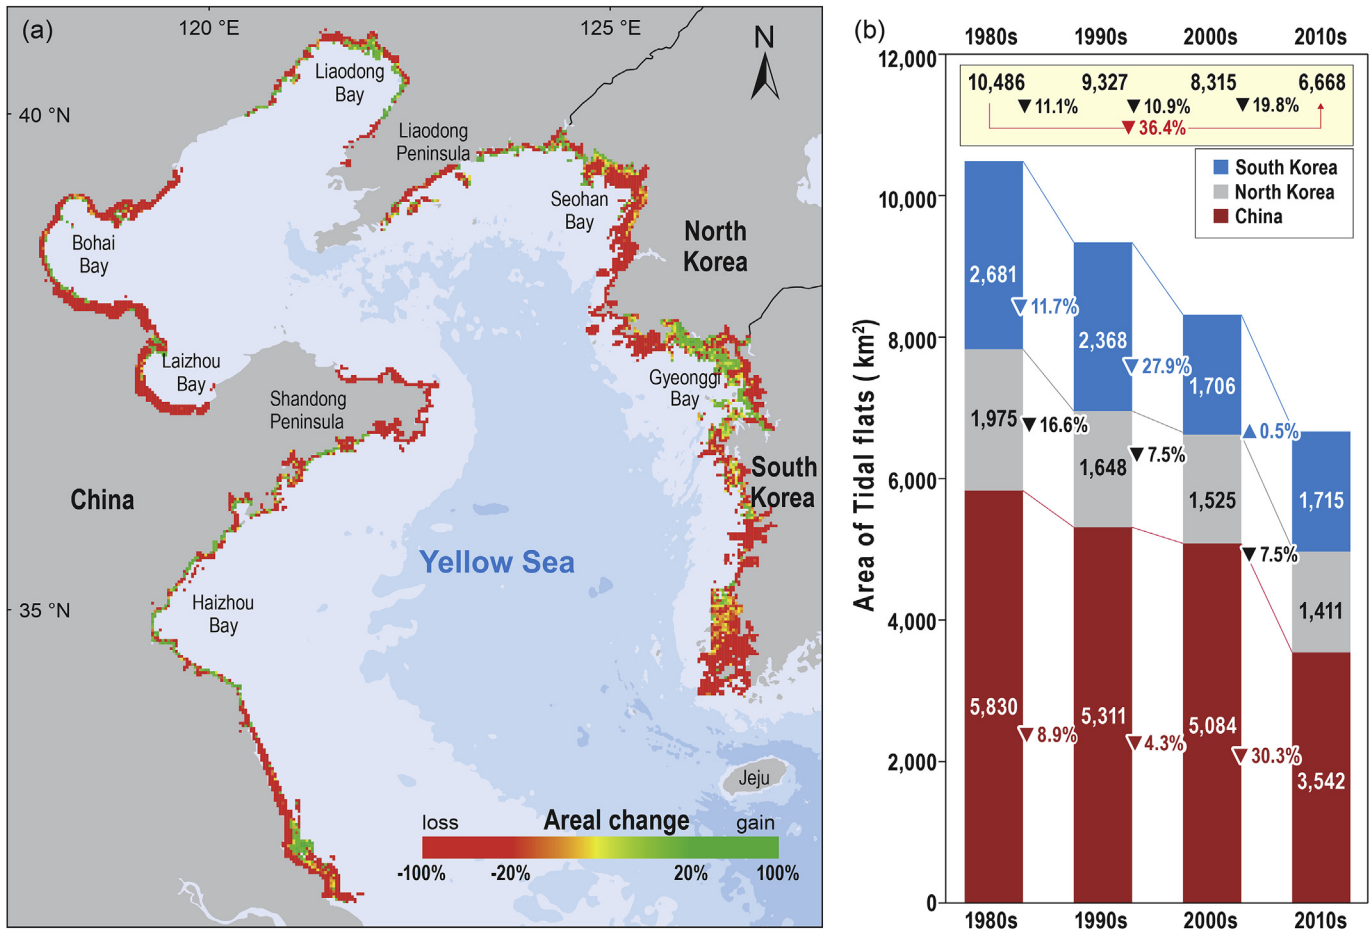 (a)
120 °E
125 °E
N
40 °N
35 °N
Liaodong
Bay
Liaodong
Peninsula
Seohan
Bay
North
Korea
Bohai
Bay
Laizhou
Bay
Shandong
Peninsula
Gyeonggi
Bay
South
Korea
China
Yellow Sea
Haizhou
Bay
Jeju
loss
Areal change
gain
-100%
-20%
20%
100%
(b)
1980s
1990s
2000s
2010s
12,000
10,000
8,000
6,000
4,000
2,000
0
Area of Tidal flats ( km²)
10,486
9,327
8,315
6,668
▼11.1%
▼10.9%
▼19.8%
▼36.4%
South Korea
North Korea
China
2,681
▽11.7%
2,368
▽27.9%
1,706
▲0.5%
1,715
1,975
▼16.6%
1,648
▼7.5%
1,525
▼7.5%
1,411
5,830
▼8.9%
5,311
▼4.3%
5,084
▼30.3%
3,542
1980s
1990s
2000s
2010s